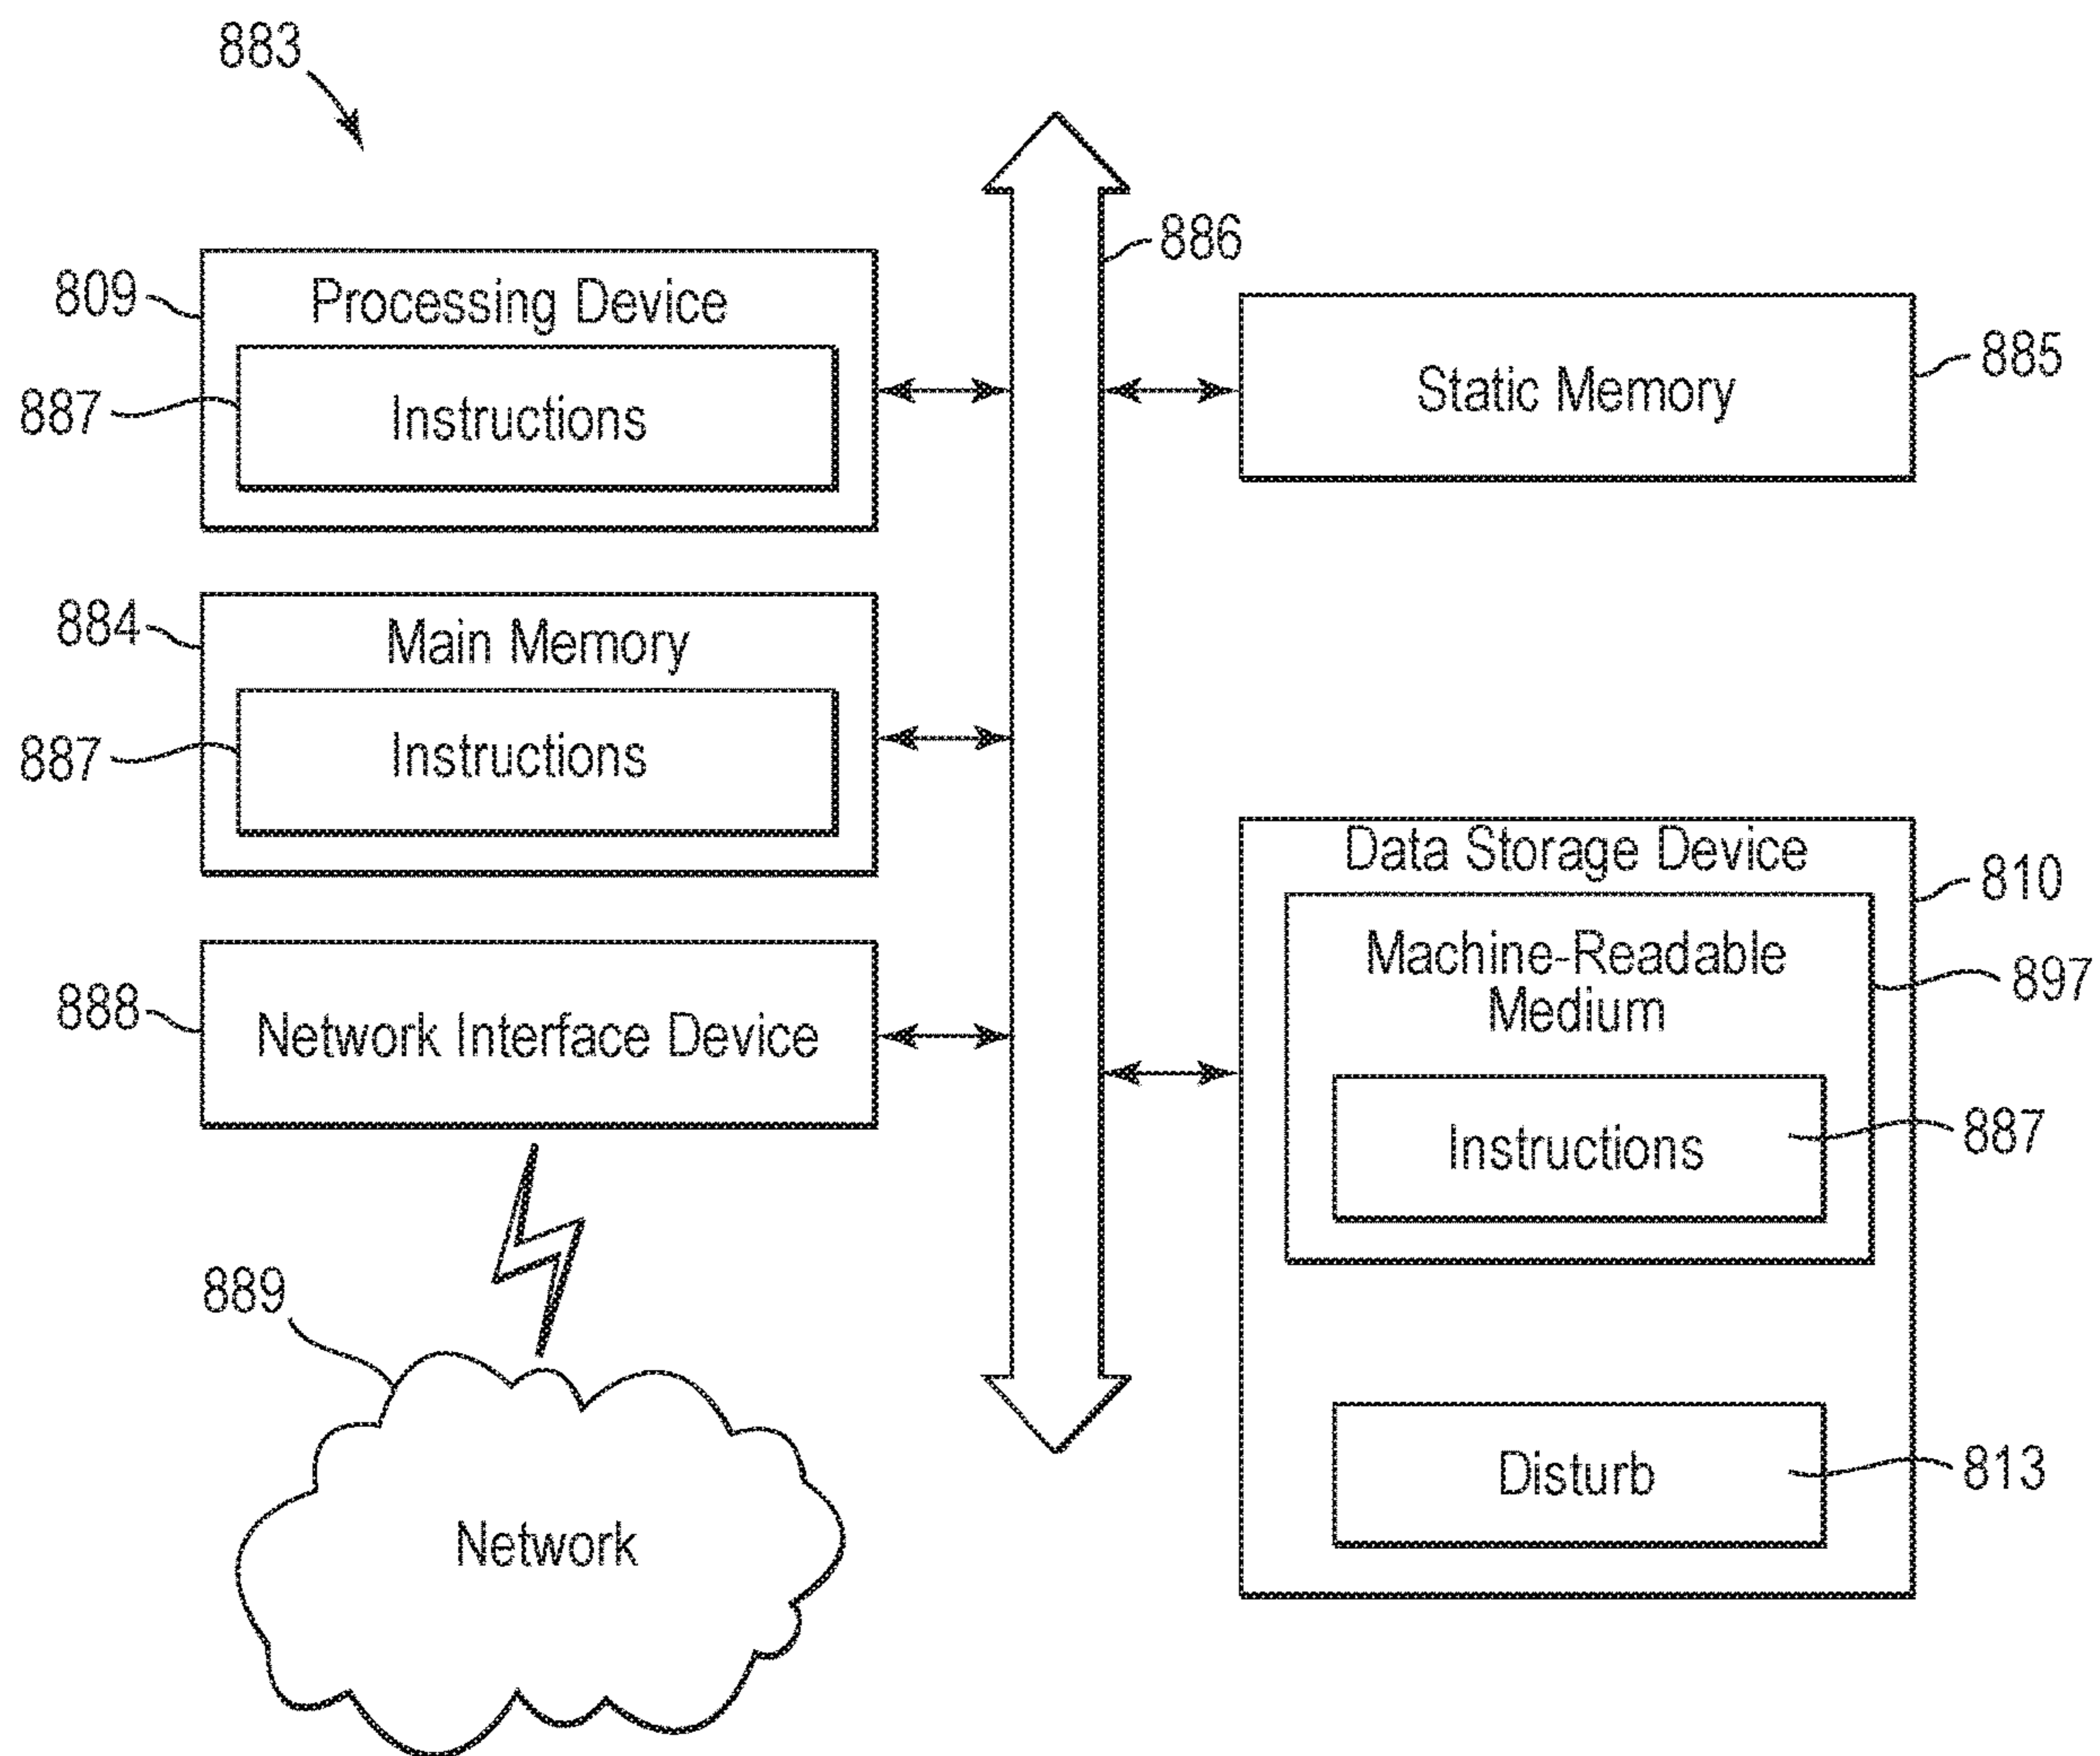 883
886
809
Processing Device
887
Instructions
Static Memory
885
884
Main Memory
887
Instructions
Data Storage Device
810
Machine-Readable
Medium
897
888
Network Interface Device
Instructions
887
889
Network
Disturb
813